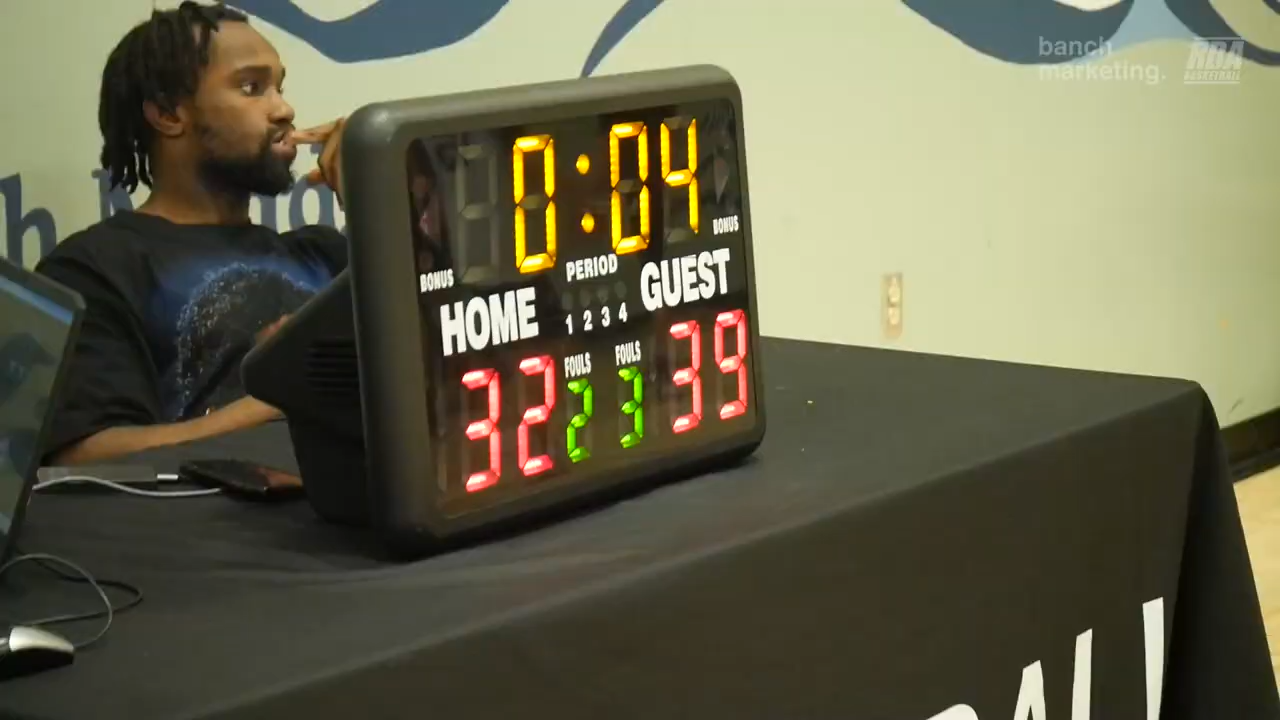 banch
marketing.
RBA
BASKETBALL
0:04
BONUS
BONUS
PERIOD
HOME
GUEST
1 2 3 4
FOULS
FOULS
32
2
3
39
BALL